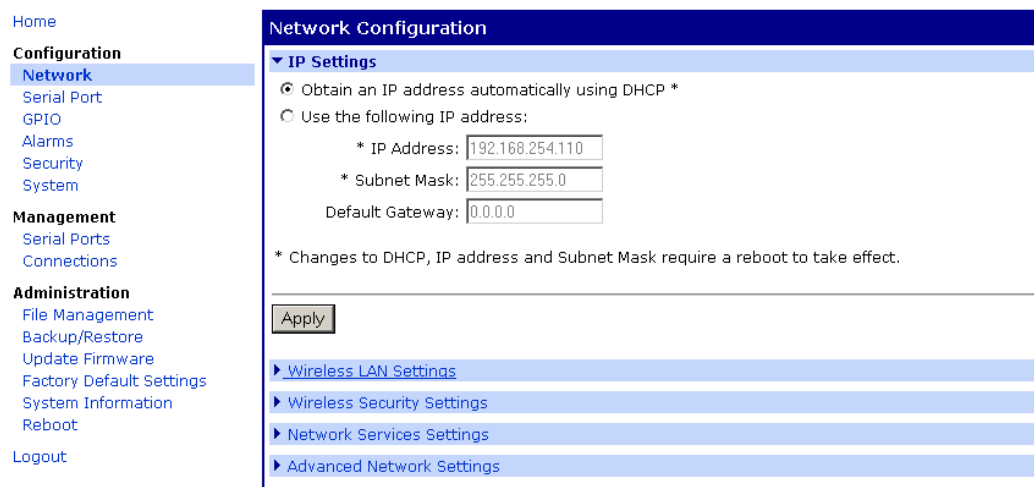 Home
Configuration
Network
Serial Port
GPIO
Alarms
Security
System
Management
Serial Ports
Connections
Administration
File Management
Backup/Restore
Update Firmware
Factory Default Settings
System Information
Reboot
Logout
Network Configuration
IP Settings
Obtain an IP address automatically using DHCP *
Use the following IP address:
* IP Address: 192.168.254.110
* Subnet Mask: 255.255.255.0
Default Gateway: 0.0.0.0
* Changes to DHCP, IP address and Subnet Mask require a reboot to take effect.
Apply
Wireless LAN Settings
Wireless Security Settings
Network Services Settings
Advanced Network Settings